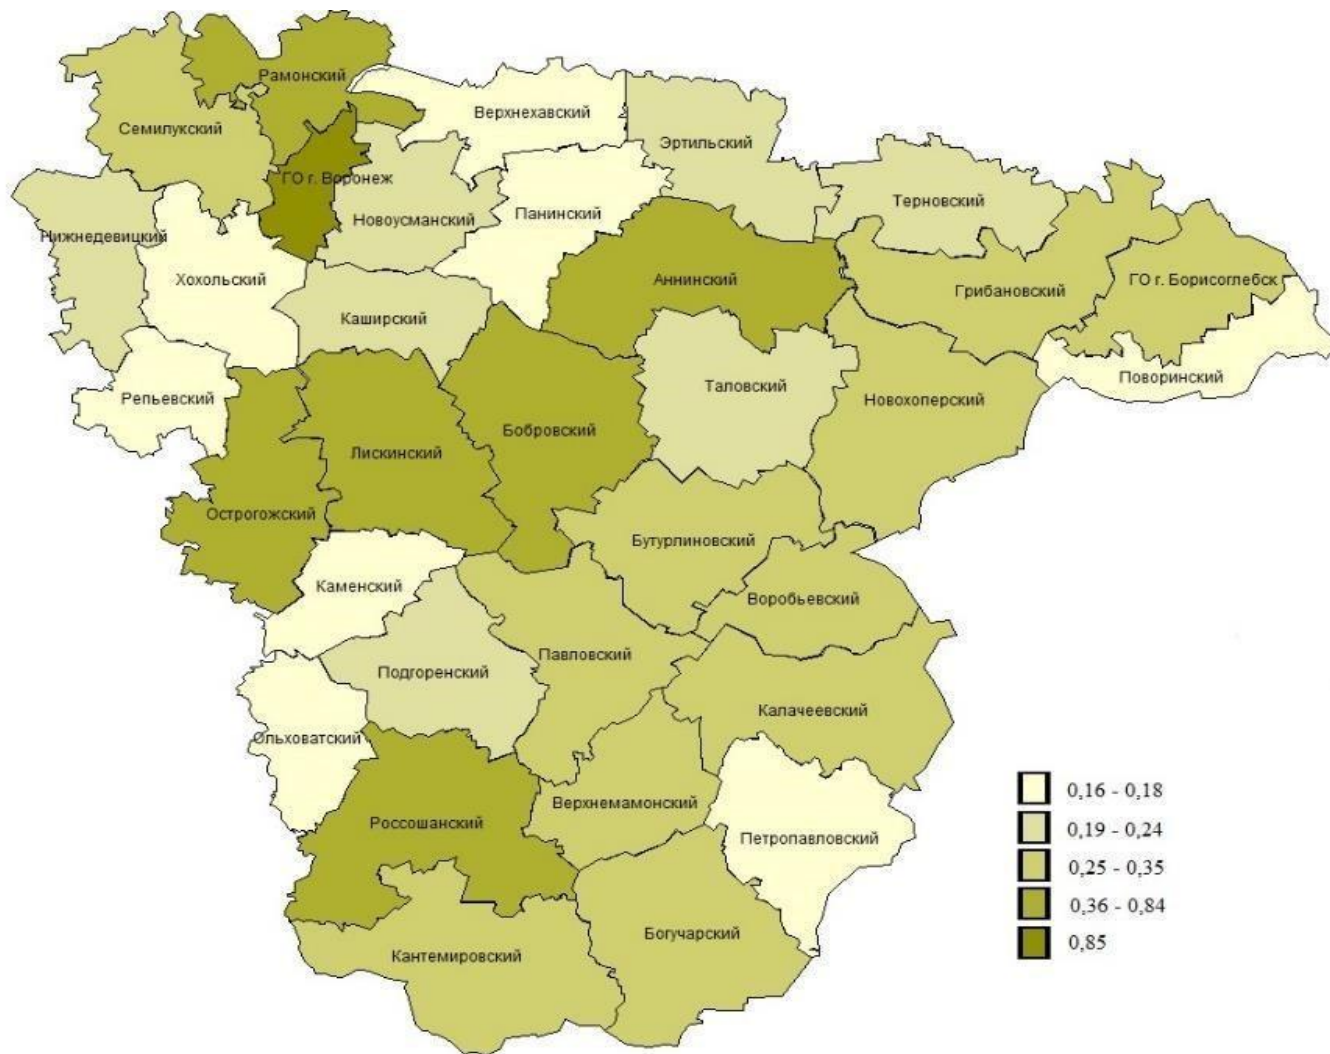 Рамонский
Верхнехавский
Семилукский
Эртильский
ГО г. Воронеж
Терновский
Панинский
Новоусманский
Нижнедевицкий
Хохольский
Аннинский
ГО г. Борисоглебск
Грибановский
Каширский
Поворинский
Таловский
Репьевский
Новохоперский
Бобровский
Лискинский
Острогожский
Бутурлиновский
Каменский
Воробьевский
Павловский
Подгоренский
Калачеевский
Ольховатский
Верхнемамонский
Россошанский
Петропавловский
Богучарский
Кантемировский
0,16 - 0,18
0,19 - 0,24
0,25 - 0,35
0,36 - 0,84
0,85